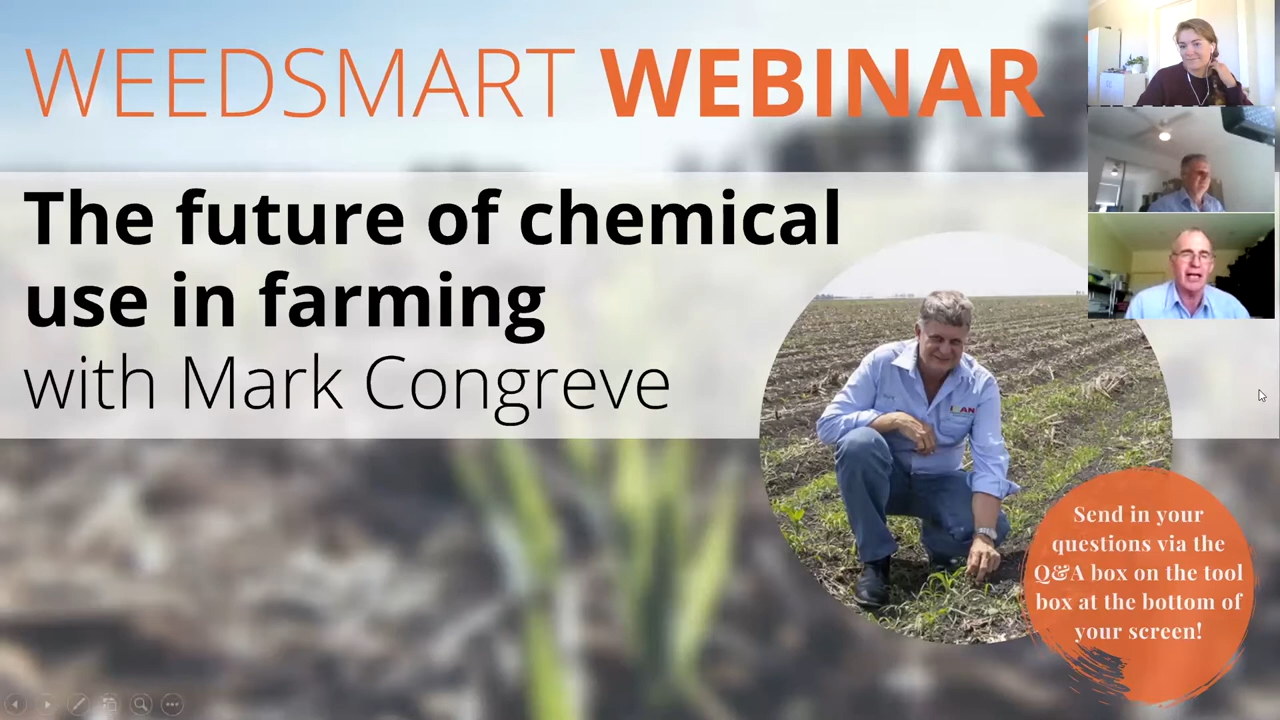 WEEDSMART WEBINAR
The future of chemical
use in farming
with Mark Congreve
Send in your
questions via the
Q&A box on the tool
box at the bottom of
your screen!